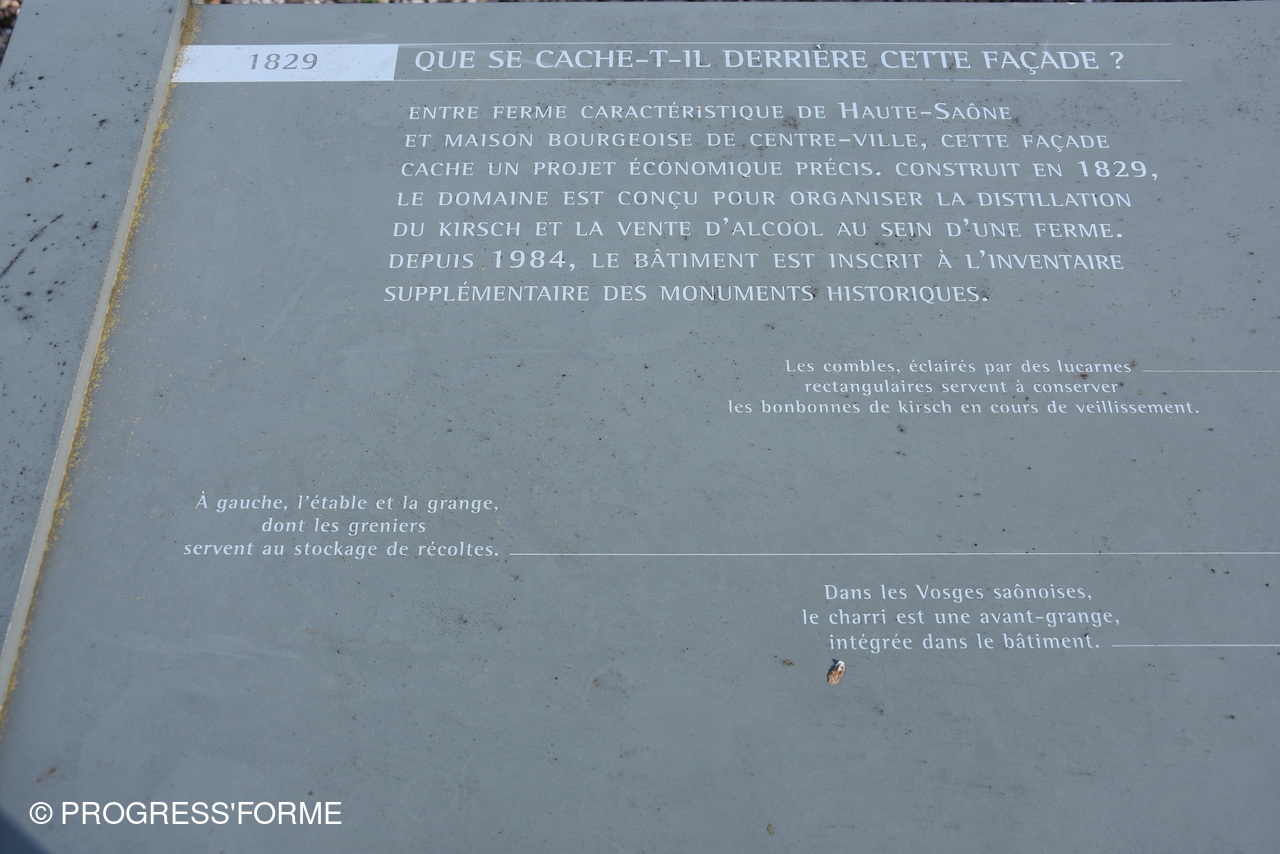 1829
QUE SE CACHE-T-IL DERRIÈRE CETTE FAÇADE ?
ENTRE FERME CARACTÉRISTIQUE DE HAUTE-SAÔNE
ET MAISON BOURGEOISE DE CENTRE-VILLE, CETTE FAÇADE
CACHE UN PROJET ÉCONOMIQUE PRÉCIS. CONSTRUIT EN 1829,
LE DOMAINE EST CONÇU POUR ORGANISER LA DISTILLATION
DU KIRSCH ET LA VENTE D'ALCOOL AU SEIN D'UNE FERME.
DEPUIS 1984, LE BÂTIMENT EST INSCRIT À L'INVENTAIRE
SUPPLÉMENTAIRE DES MONUMENTS HISTORIQUES.
Les combles, éclairés par des lucarnes
rectangulaires servent à conserver
les bonbonnes de kirsch en cours de veillissement.
À gauche, l'étable et la grange,
dont les greniers
servent au stockage de récoltes.
Dans les Vosges saônoises,
le charri est une avant-grange,
intégrée dans le bâtiment.
© PROGRESS'FORME